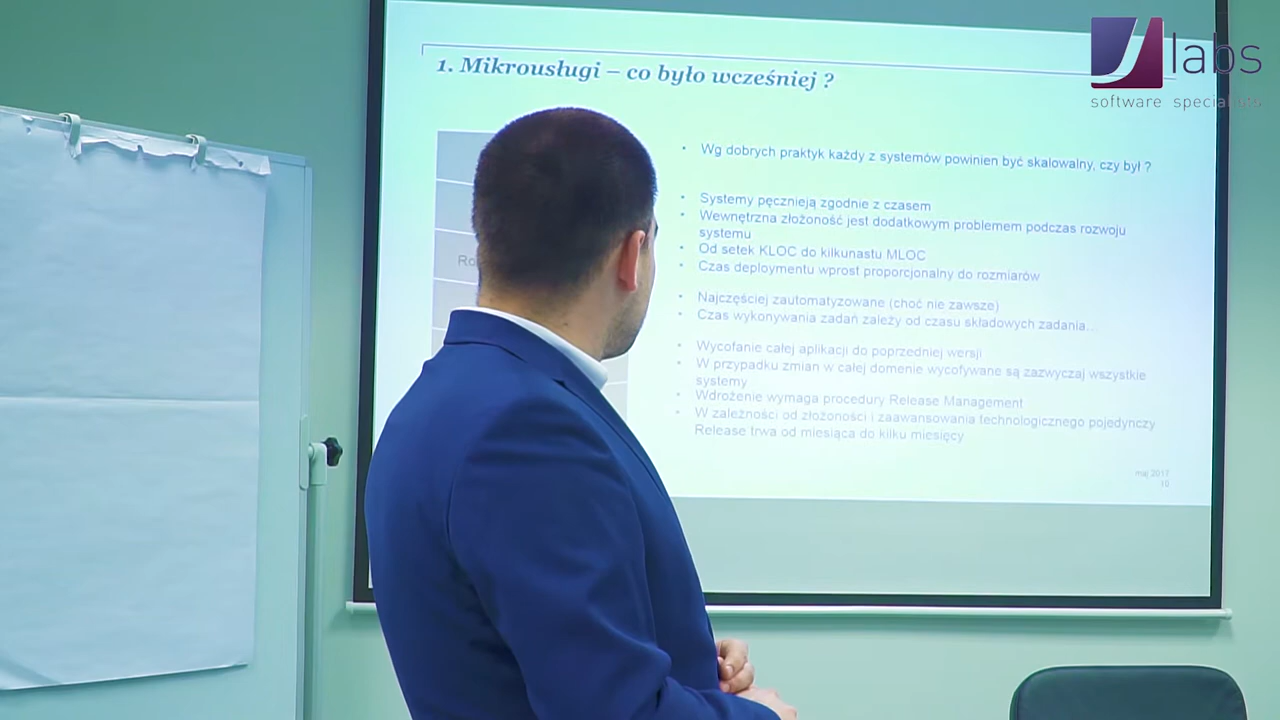 labs
software specialists
1. Mikrousługi – co było wcześniej ?
Wg dobrych praktyk każdy z systemów powinien być skalowalny, czy był ?
Systemy pęcznieją zgodnie z czasem
Wewnętrzna złożoność jest dodatkowym problemem podczas rozwoju
systemu
Od setek KLOC do kilkunastu MLOC
Czas deploymentu wprost proporcjonalny do rozmiarów
Najczęściej zautomatyzowane (choć nie zawsze)
Czas wykonywania zadań zależy od czasu składowych zadania...
Wycofanie całej aplikacji do poprzedniej wersji
W przypadku zmian w całej domenie wycofywane są zazwyczaj wszystkie
systemy
Wdrożenie wymaga procedury Release Management
W zależności od złożoności i zaawansowania technologicznego pojedynczy
Release trwa od miesiąca do kilku miesięcy
maj 2017
10